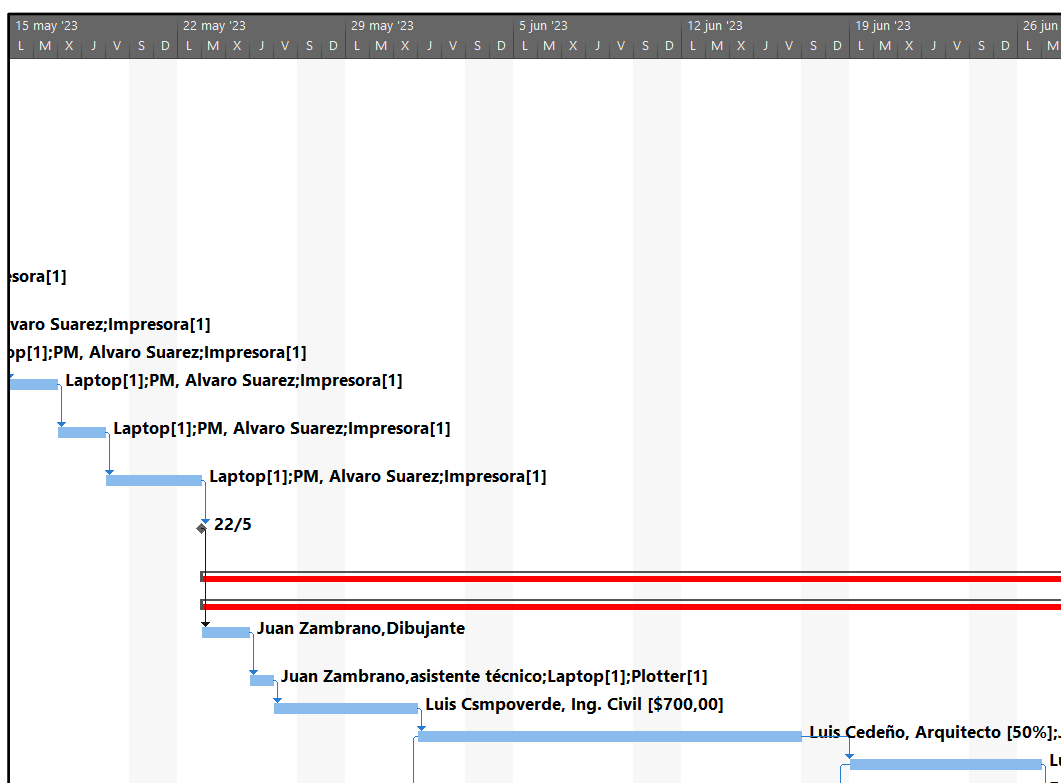 15 may '23 22 may '23 29 may '23 5 jun '23 12 jun '23 19 jun '23 26 jun
L M X J V S D L M X J V S D L M X J V S D L M X J V S D L M X J V S D L M X J V S D L M
esora[1]
lvaro Suarez;Impresora[1]
op[1];PM, Alvaro Suarez;Impresora[1]
Laptop[1];PM, Alvaro Suarez;Impresora[1]
Laptop[1];PM, Alvaro Suarez;Impresora[1]
Laptop[1];PM, Alvaro Suarez;Impresora[1]
22/5
Juan Zambrano,Dibujante
Juan Zambrano,asistente técnico;Laptop[1];Plotter[1]
Luis Csmpoverde, Ing. Civil [$700,00]
Luis Cedeño, Arquitecto [50%];